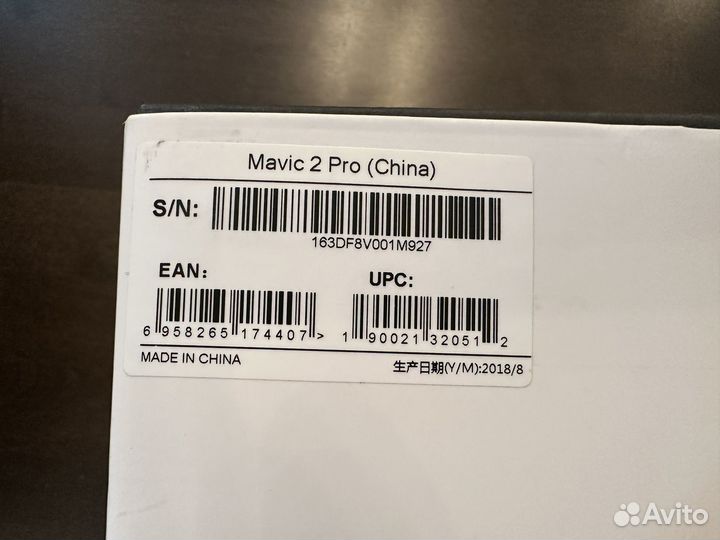 Mavic 2 Pro (China)
S/N:
163DF8V001M927
EAN: UPC:
6 958265 174407> 1 90021 32051 2
MADE IN CHINA 生产日期(Y/M):2018/8
Avito